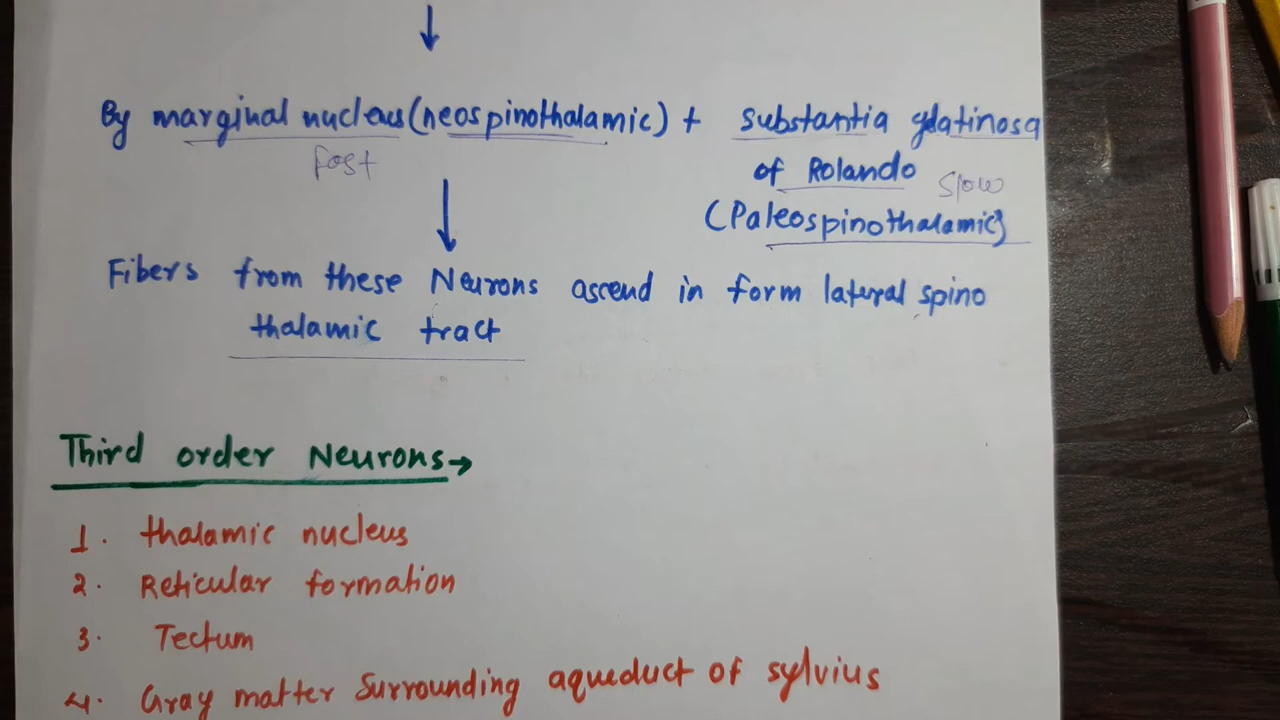 By marginal nucleus (neospinothalamic) + substantia gelatinosa
fast
of Rolando
slow
(Paleospinothalamic)
Fibers from these Neurons ascend in form lateral spino
thalamic tract
Third order Neurons→
1. thalamic nucleus
2. Reticular formation
3. Tectum
4. Gray matter surrounding aqueduct of sylvius